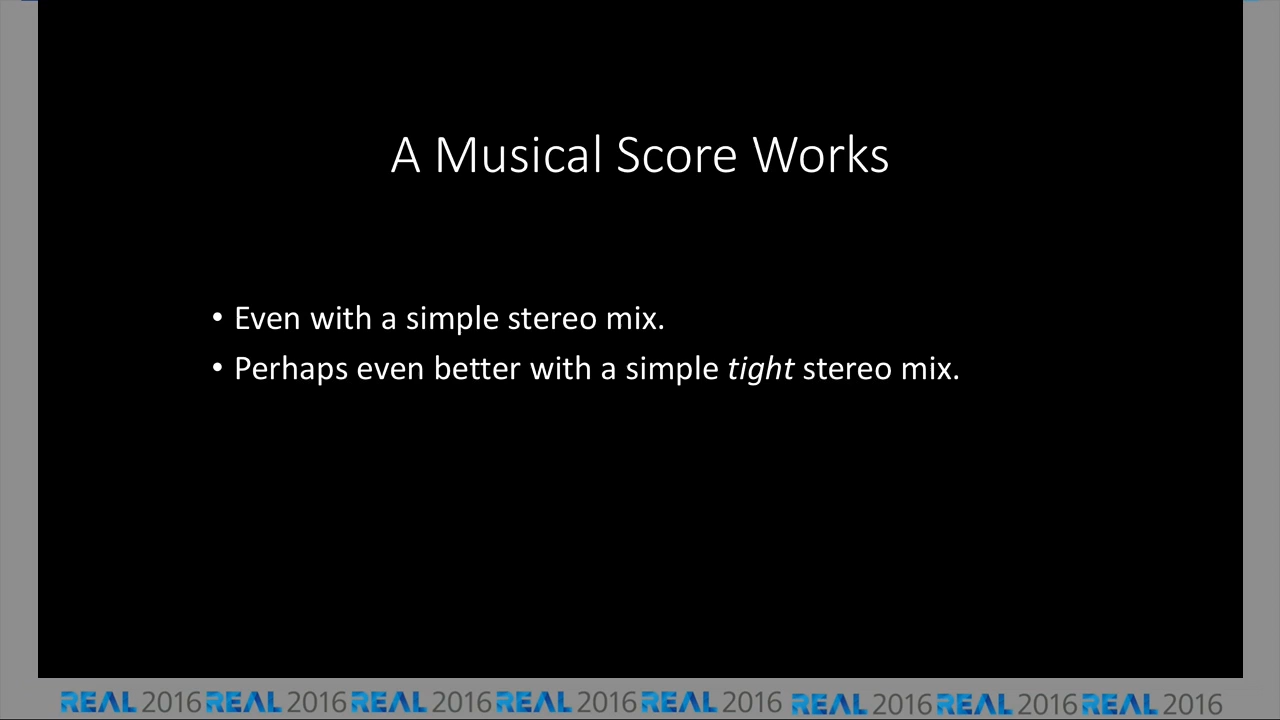 A Musical Score Works
• Even with a simple stereo mix.
• Perhaps even better with a simple tight stereo mix.
REAL 2016 REAL 2016 REAL 2016 REAL 2016 REAL 2016 REAL 2016 REAL 2016 REAL 2016